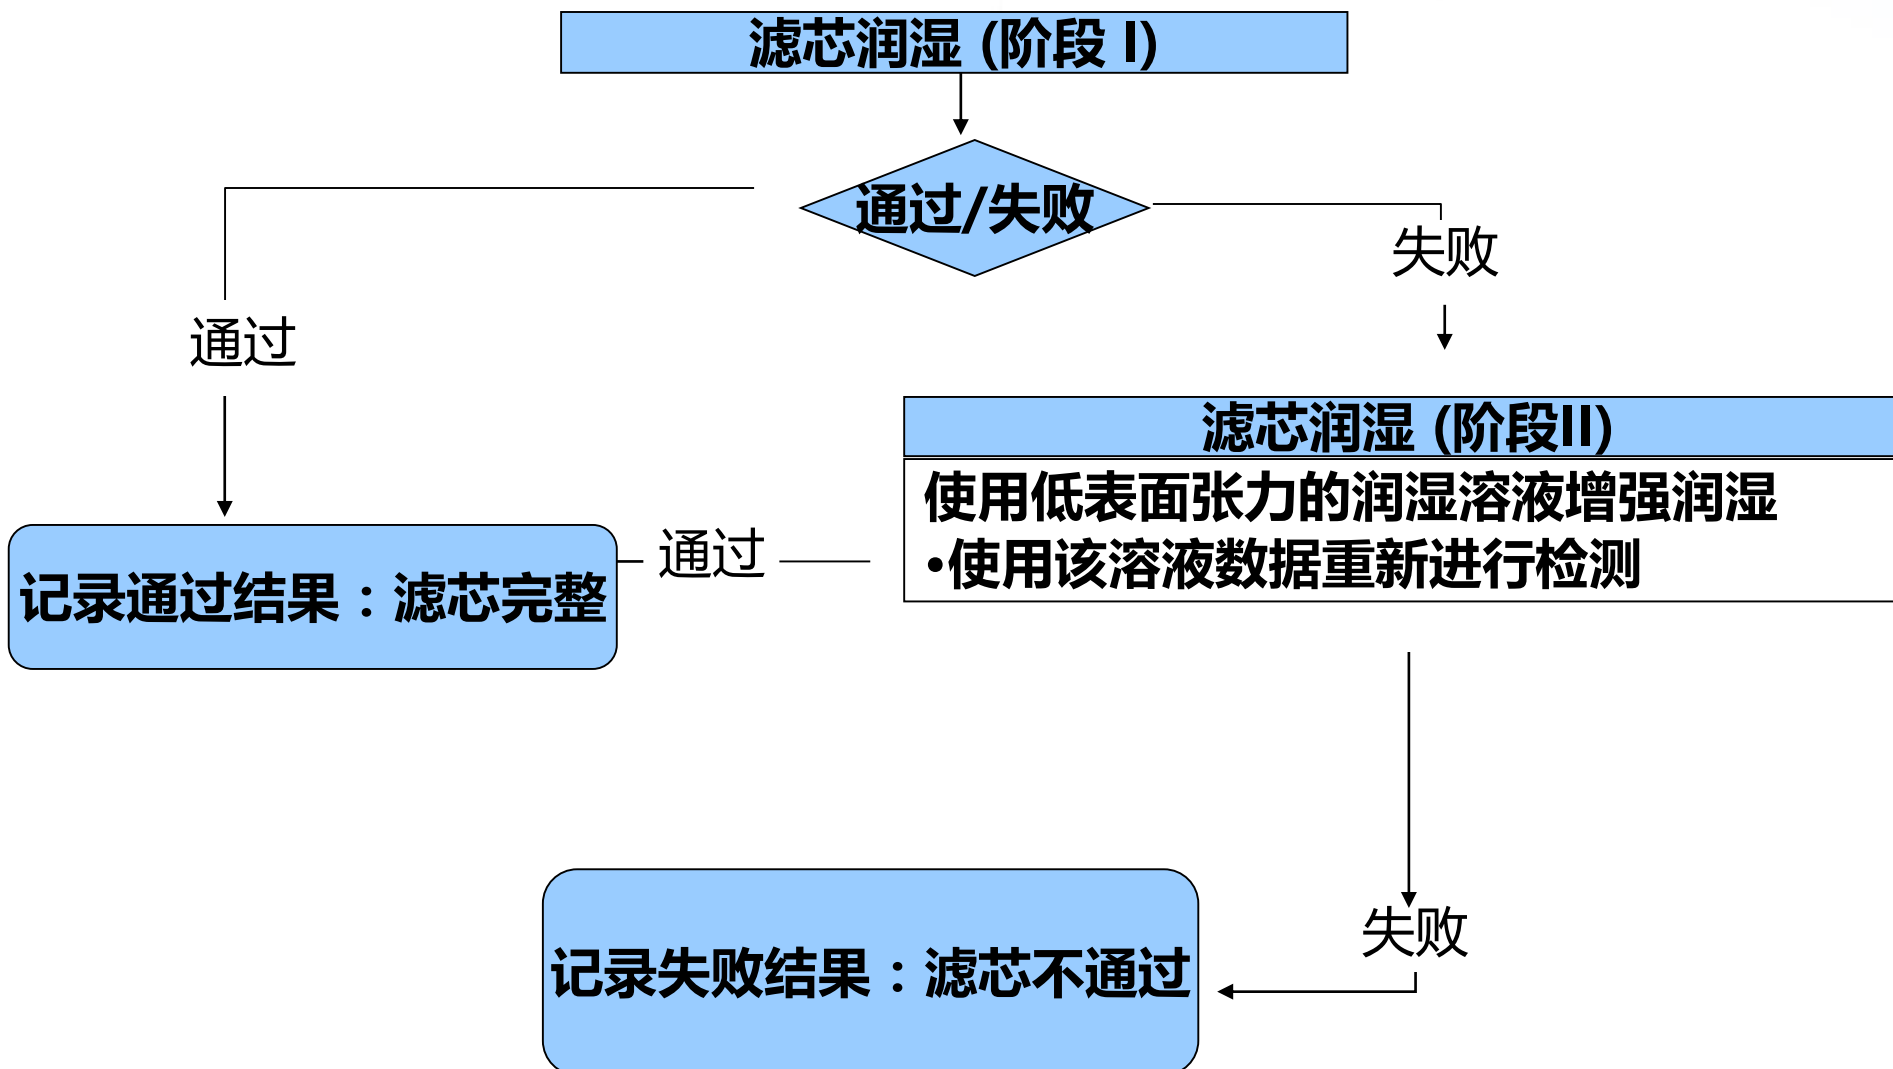 滤芯润湿 (阶段 I)
通过/失败
失败
通过
滤芯润湿 (阶段II)
使用低表面张力的润湿溶液增强润湿
•使用该溶液数据重新进行检测
通过
记录通过结果：滤芯完整
失败
记录失败结果：滤芯不通过